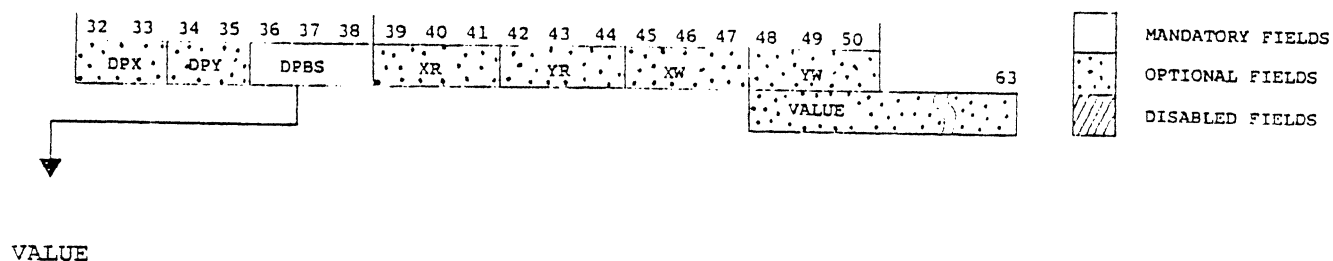 32 33 34 35 36 37 38 39 40 41 42 43 44 45 46 47 48 49 50
DPX DPY DPBS XR YR XW YW
63
VALUE
MANDATORY FIELDS
OPTIONAL FIELDS
DISABLED FIELDS
VALUE